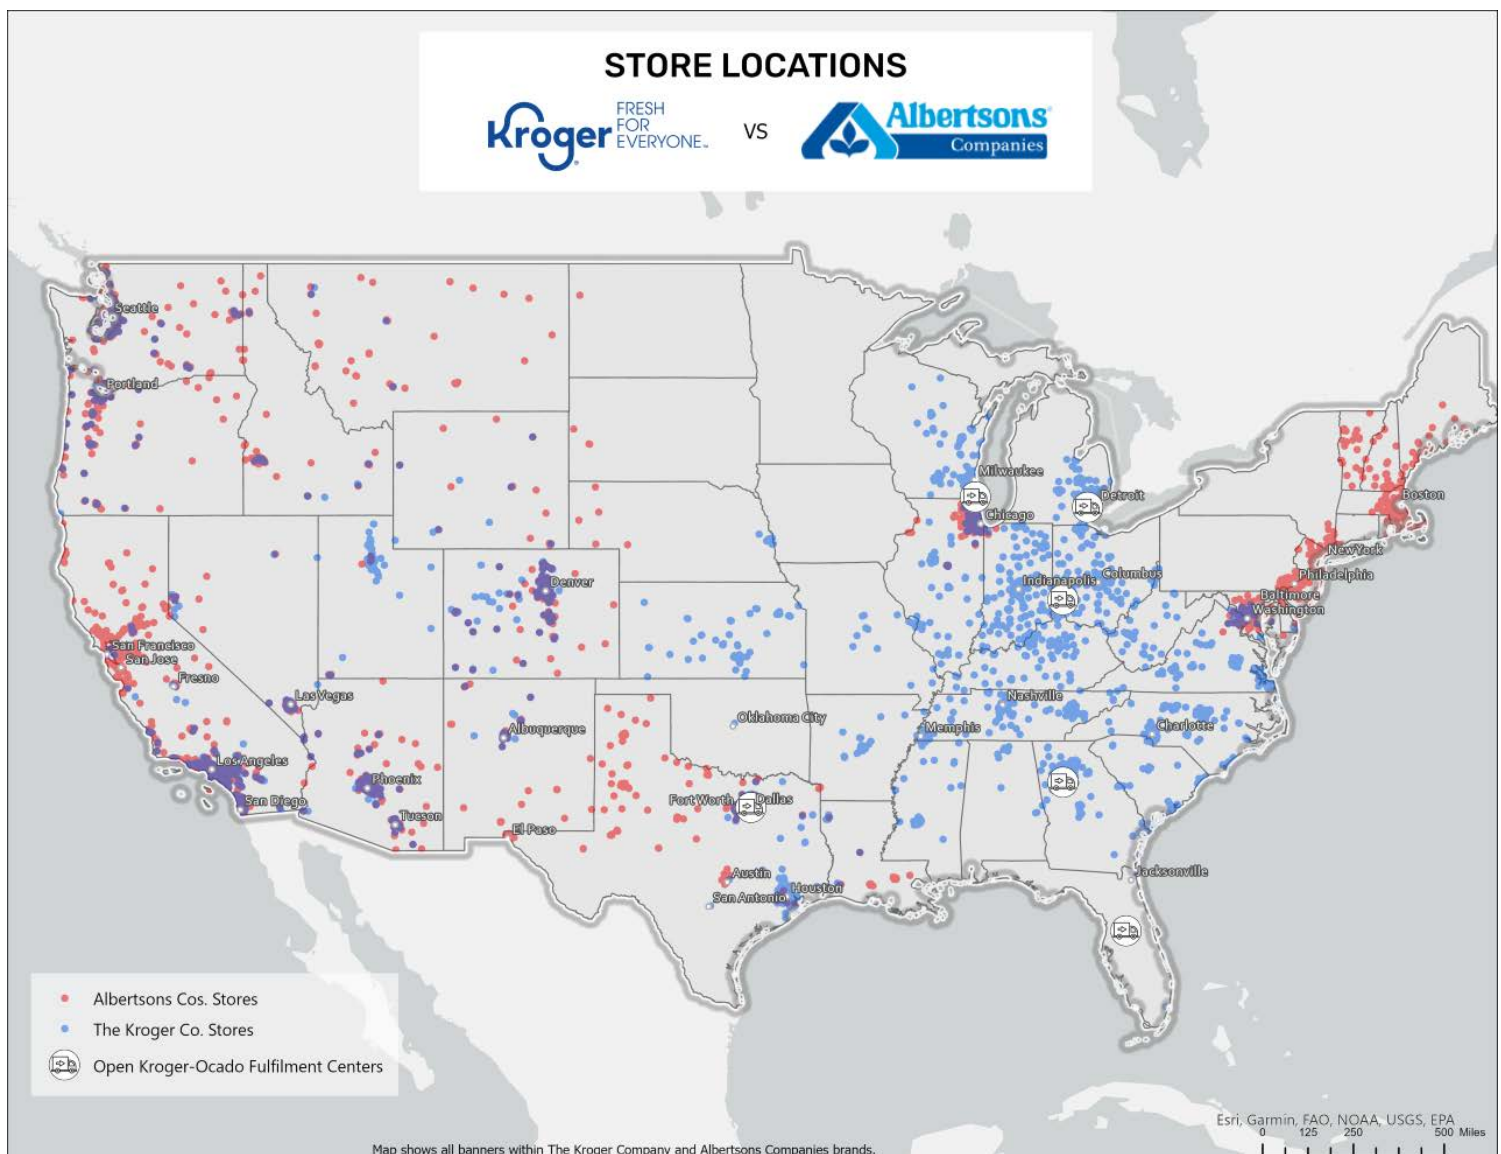 STORE LOCATIONS
Kroger
FRESH
FOR
EVERYONE™
VS
Albertsons®
Companies
Seattle
Portland
Milwaukee
Detroit
Boston
Chicago
New York
Denver
Indianapolis
Columbus
Philadelphia
Baltimore
Washington
San Francisco
San Jose
Fresno
Las Vegas
Nashville
Oklahoma City
Albuquerque
Memphis
Charlotte
Los Angeles
Phoenix
San Diego
Fort Worth
Dallas
Tucson
El Paso
Austin
Jacksonville
San Antonio
Houston
Albertsons Cos. Stores
The Kroger Co. Stores
Open Kroger-Ocado Fulfilment Centers
Esri, Garmin, FAO, NOAA, USGS, EPA
0 125 250 500 Miles
Map shows all banners within The Kroger Company and Albertsons Companies brands.